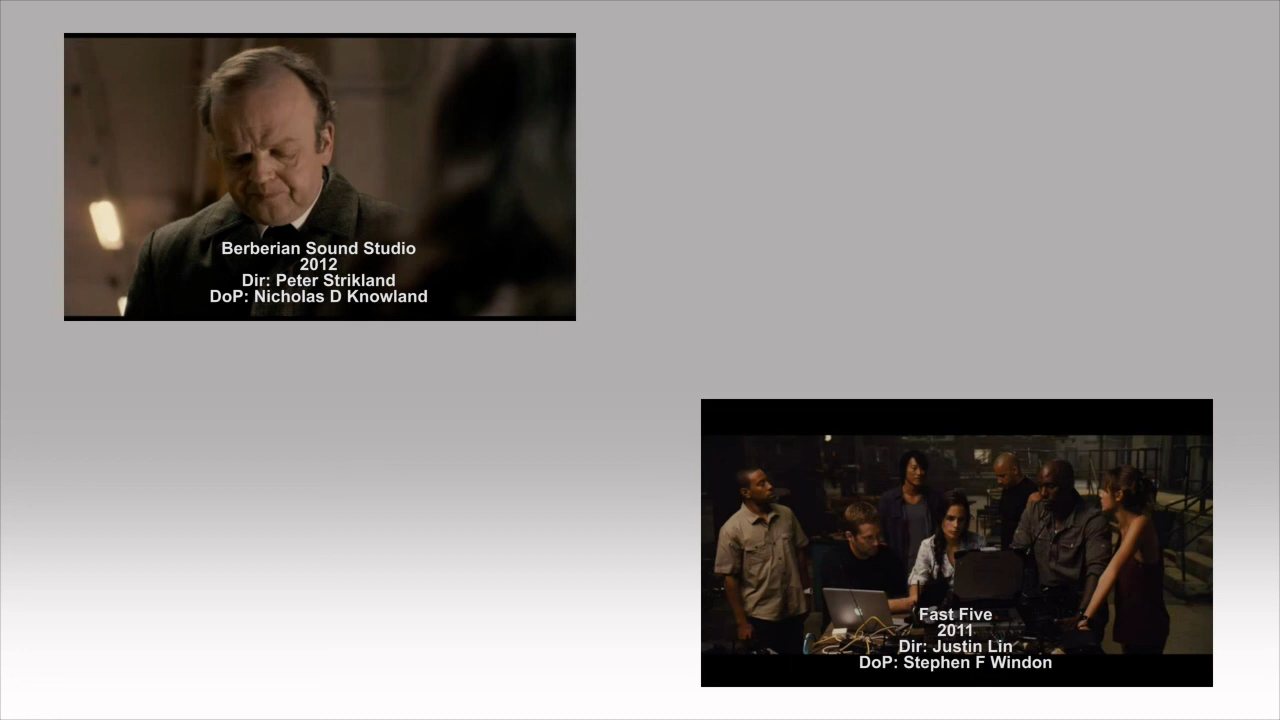 Berberian Sound Studio
2012
Dir: Peter Strikland
DoP: Nicholas D Knowland
Fast Five
2011
Dir: Justin Lin
DoP: Stephen F Windon